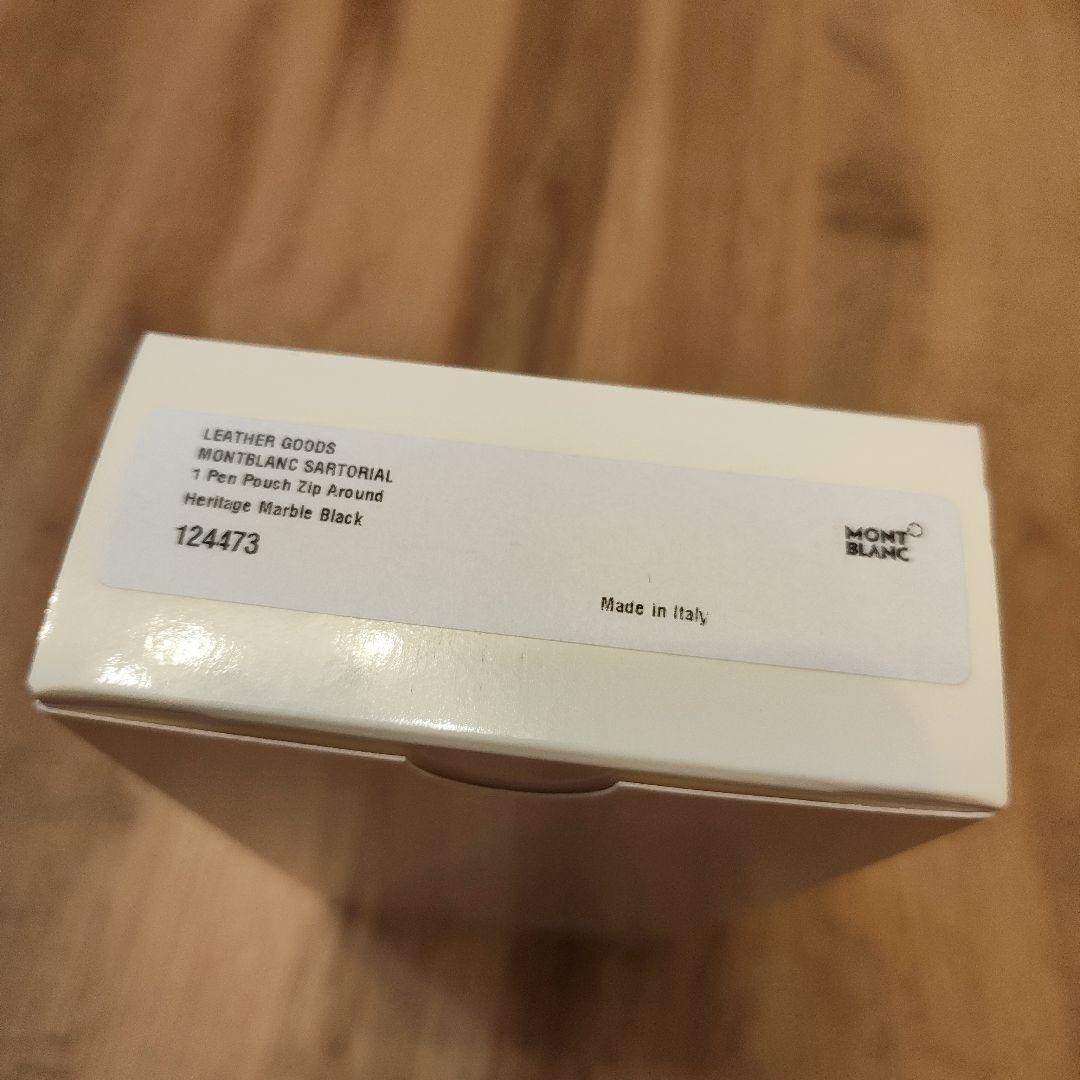 LEATHER GOODS
MONTBLANC SARTORIAL
1 Pen Pouch Zip Around
Heritage Marble Black
124473
Made in Italy
MONT
BLANC